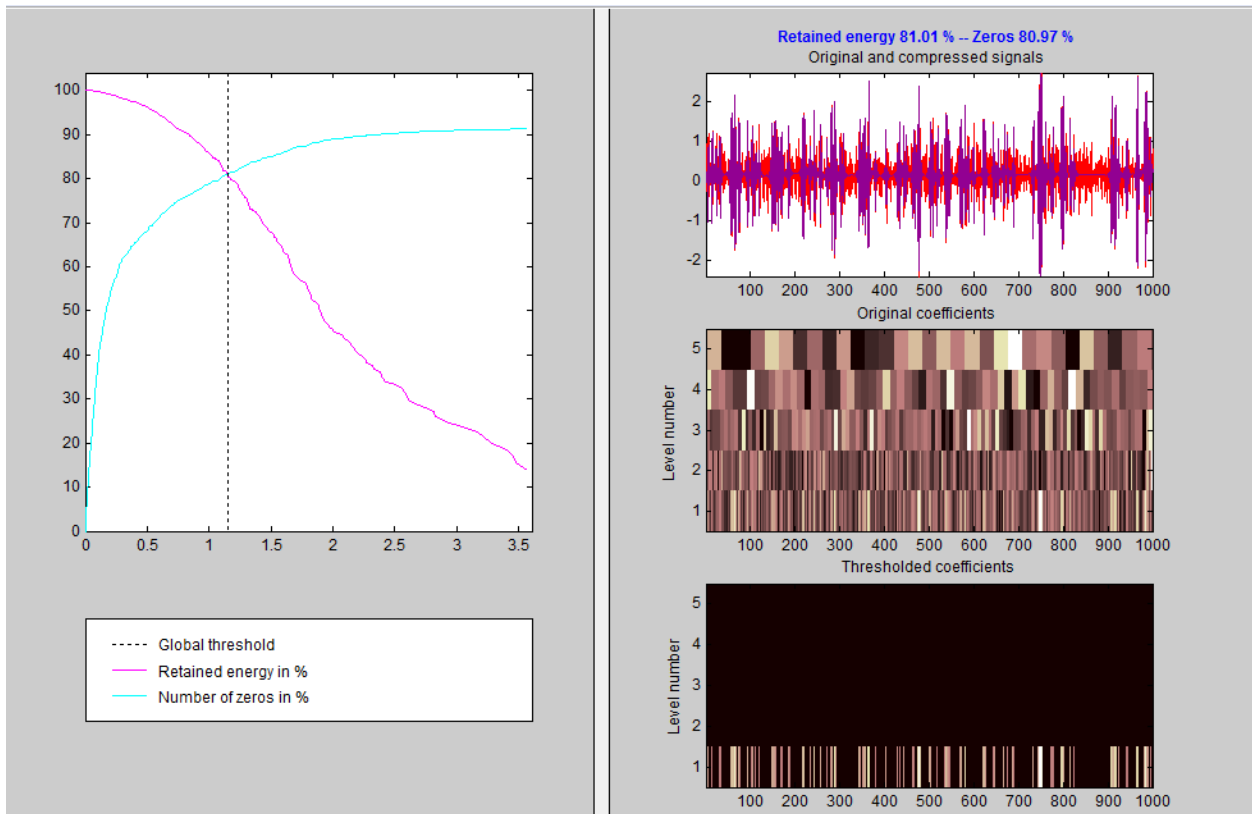 100
90
80
70
60
50
40
30
20
10
0
0 0.5 1 1.5 2 2.5 3 3.5
Global threshold
Retained energy in %
Number of zeros in %
Retained energy 81.01 % -- Zeros 80.97 %
Original and compressed signals
2
1
0
-1
-2
100 200 300 400 500 600 700 800 900 1000
Original coefficients
Level number
5
4
3
2
1
100 200 300 400 500 600 700 800 900 1000
Thresholded coefficients
Level number
5
4
3
2
1
100 200 300 400 500 600 700 800 900 1000